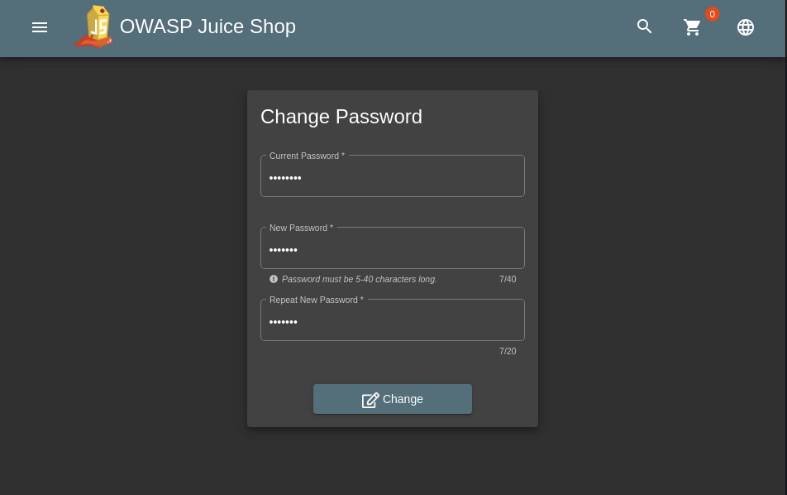 OWASP Juice Shop
0
Change Password
Current Password *
••••••••
New Password *
•••••••
Password must be 5-40 characters long. 7/40
Repeat New Password *
•••••••
7/20
Change